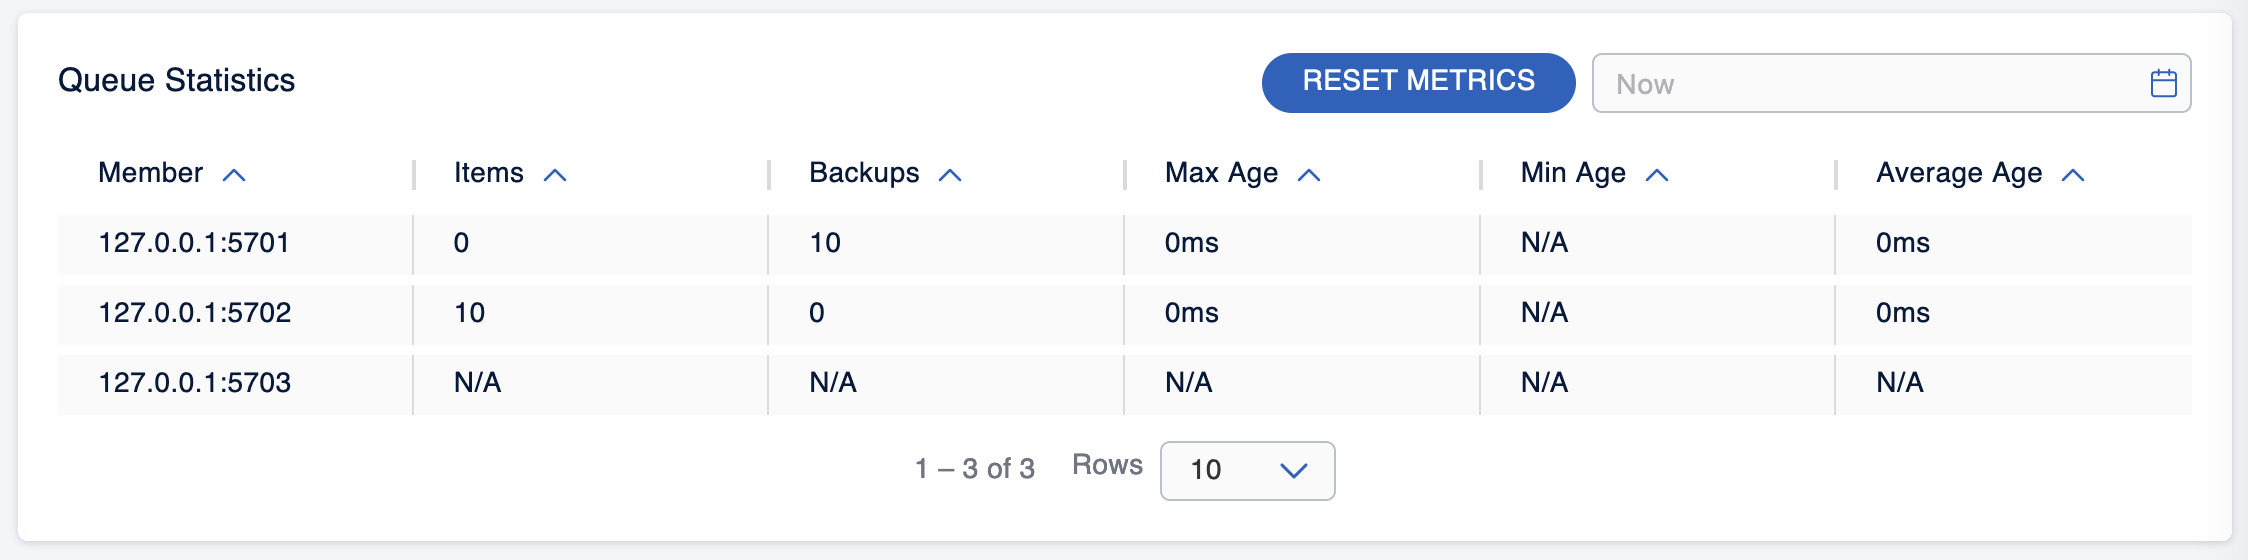 Queue Statistics RESET METRICS Now
Member Items Backups Max Age Min Age Average Age
127.0.0.1:5701 0 10 0ms N/A 0ms
127.0.0.1:5702 10 0 0ms N/A 0ms
127.0.0.1:5703 N/A N/A N/A N/A N/A
1 – 3 of 3 Rows 10